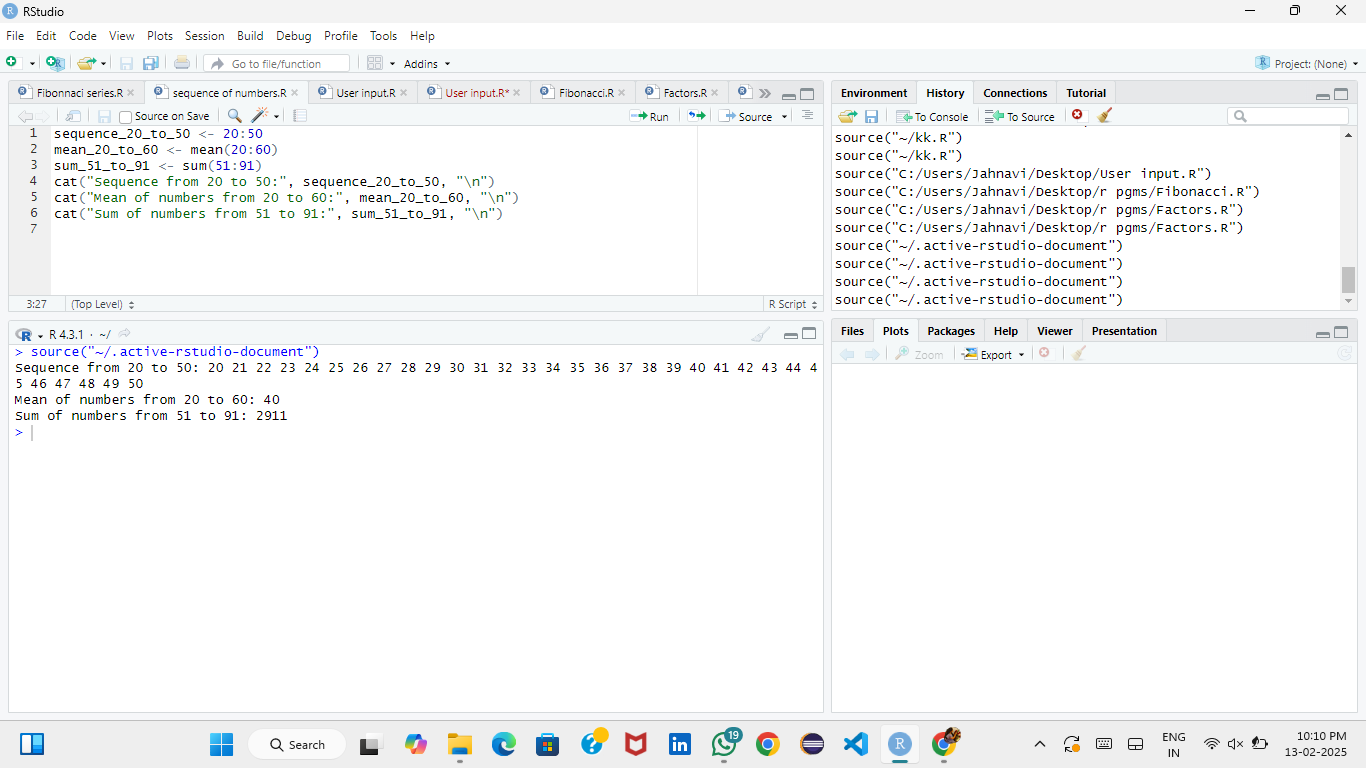 RStudio
File Edit Code View Plots Session Build Debug Profile Tools Help
Go to file/function Addins Project: (None)
Fibonnaci series.R sequence of numbers.R User input.R User input.R* Fibonacci.R Factors.R
Source on Save Run Source
1 sequence_20_to_50 <- 20:50
2 mean_20_to_60 <- mean(20:60)
3 sum_51_to_91 <- sum(51:91)
4 cat("Sequence from 20 to 50:", sequence_20_to_50, "\n")
5 cat("Mean of numbers from 20 to 60:", mean_20_to_60, "\n")
6 cat("Sum of numbers from 51 to 91:", sum_51_to_91, "\n")
7
3:27 (Top Level) R Script
R 4.3.1 · ~/
> source("~/.active-rstudio-document")
Sequence from 20 to 50: 20 21 22 23 24 25 26 27 28 29 30 31 32 33 34 35 36 37 38 39 40 41 42 43 44 4
5 46 47 48 49 50
Mean of numbers from 20 to 60: 40
Sum of numbers from 51 to 91: 2911
>
Environment History Connections Tutorial
To Console To Source
source("~/kk.R")
source("~/kk.R")
source("C:/Users/Jahnavi/Desktop/User input.R")
source("C:/Users/Jahnavi/Desktop/r pgms/Fibonacci.R")
source("C:/Users/Jahnavi/Desktop/r pgms/Factors.R")
source("C:/Users/Jahnavi/Desktop/r pgms/Factors.R")
source("~/.active-rstudio-document")
source("~/.active-rstudio-document")
source("~/.active-rstudio-document")
source("~/.active-rstudio-document")
Files Plots Packages Help Viewer Presentation
Zoom Export
Search 19 ENG 10:10 PM
IN 13-02-2025